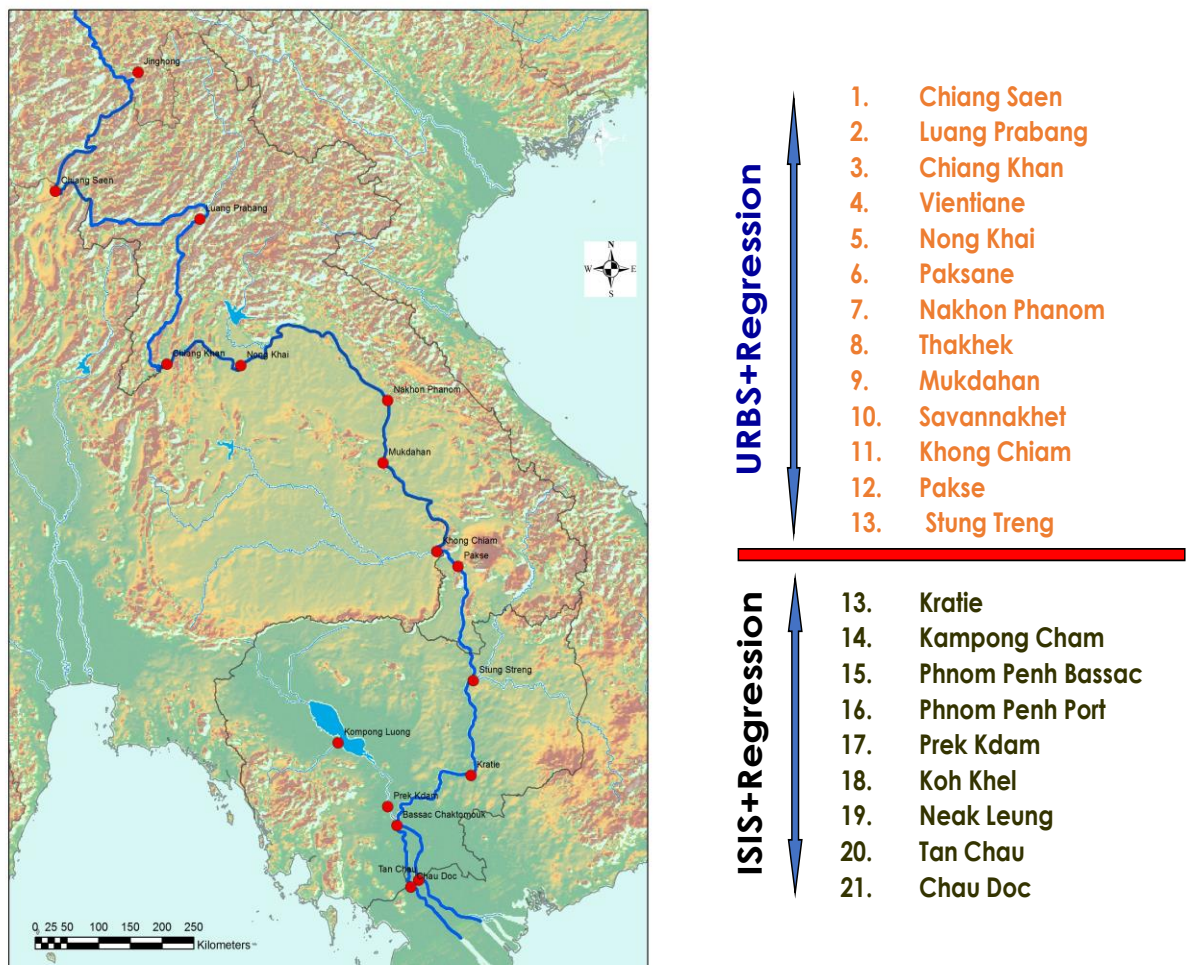 Jinghong
Chiang Saen
Luang Prabang
N
W E
S
Chiang Khan
Nong Khai
Nakhon Phanom
Mukdahan
Khong Chiam
Pakse
Stung Streng
Kompong Luong
Kratie
Prek Kdam
Bassac Chaktomouk
Tan Chau
Chau Doc
0 25 50 100 150 200 250
Kilometers
URBS+Regression
1. Chiang Saen
2. Luang Prabang
3. Chiang Khan
4. Vientiane
5. Nong Khai
6. Paksane
7. Nakhon Phanom
8. Thakhek
9. Mukdahan
10. Savannakhet
11. Khong Chiam
12. Pakse
13. Stung Treng
ISIS+Regression
13. Kratie
14. Kampong Cham
15. Phnom Penh Bassac
16. Phnom Penh Port
17. Prek Kdam
18. Koh Khel
19. Neak Leung
20. Tan Chau
21. Chau Doc